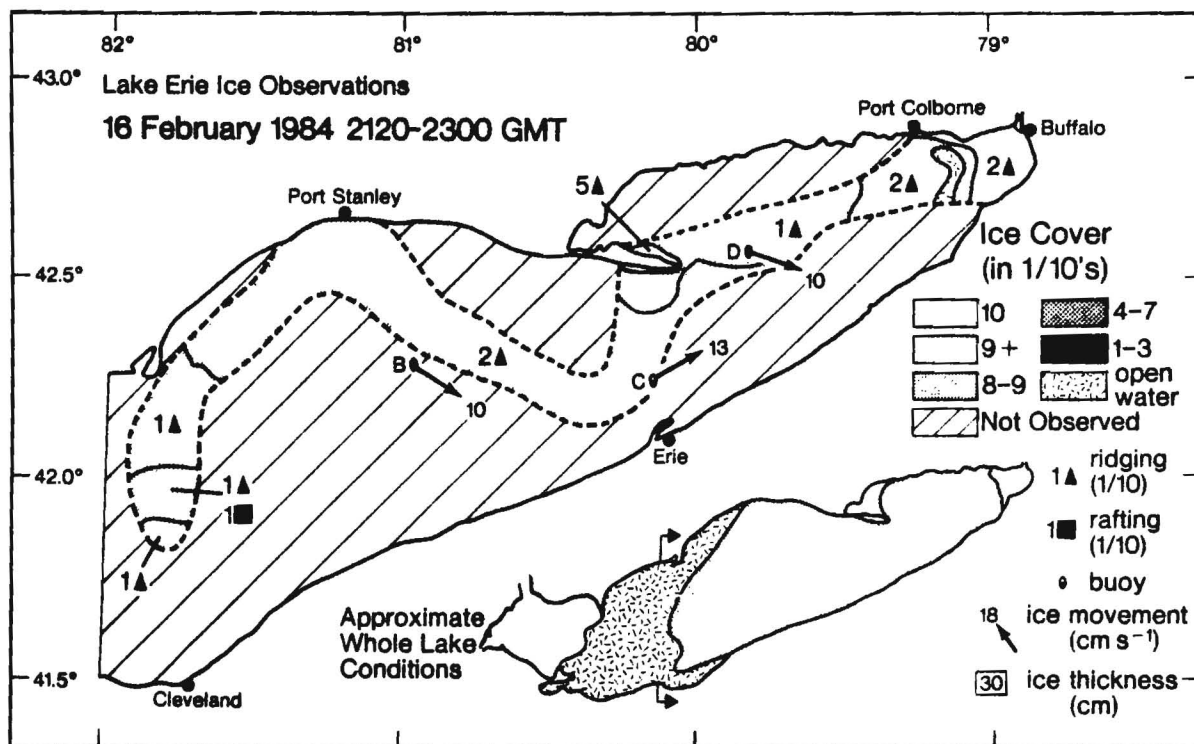 82°
81°
80°
79°
43.0°
Lake Erie Ice Observations
16 February 1984 2120-2300 GMT
Port Colborne
Buffalo
2▲
2▲
5▲
Port Stanley
1▲
Ice Cover
(in 1/10's)
42.5°
D
10
10
4-7
9+
1-3
8-9
open
water
Not Observed
13
2▲
B
C
10
1▲
Erie
42.0°
1▲
1■
1▲
1▲ ridging
(1/10)
1■ rafting
(1/10)
buoy
18 ice movement
(cm s⁻¹)
30 ice thickness
(cm)
Approximate
Whole Lake
Conditions
41.5°
Cleveland